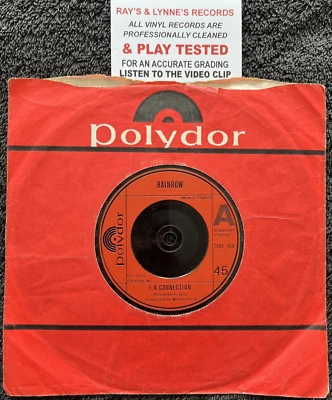 RAY'S & LYNNE'S RECORDS
ALL VINYL RECORDS ARE
PROFESSIONALLY CLEANED
& PLAY TESTED
FOR AN ACCURATE GRADING
LISTEN TO THE VIDEO CLIP
polydor
RAINBOW
polydor
A
45
L.A CONNECTION